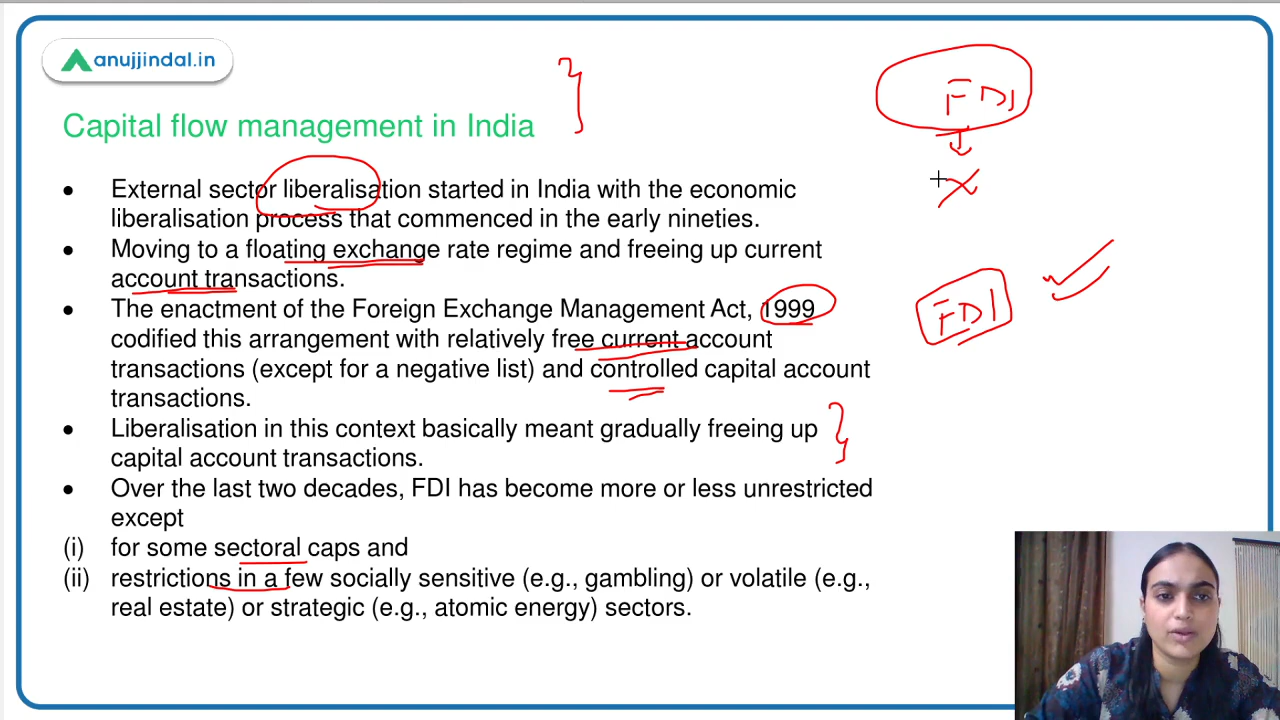 anujjindal.in
Capital flow management in India
• External sector liberalisation started in India with the economic
liberalisation process that commenced in the early nineties.
• Moving to a floating exchange rate regime and freeing up current
account transactions.
• The enactment of the Foreign Exchange Management Act, 1999
codified this arrangement with relatively free current account
transactions (except for a negative list) and controlled capital account
transactions.
• Liberalisation in this context basically meant gradually freeing up
capital account transactions.
• Over the last two decades, FDI has become more or less unrestricted
except
(i) for some sectoral caps and
(ii) restrictions in a few socially sensitive (e.g., gambling) or volatile (e.g.,
real estate) or strategic (e.g., atomic energy) sectors.
FDI
FDI